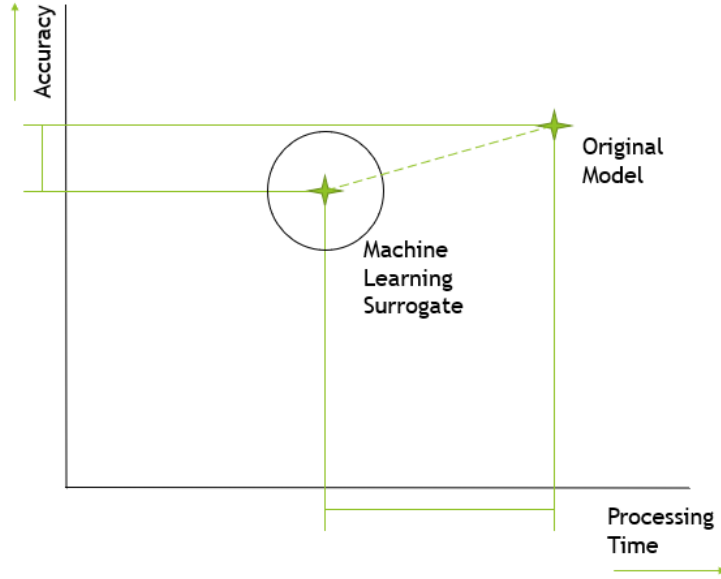 Accuracy
Original
Model
Machine
Learning
Surrogate
Processing
Time